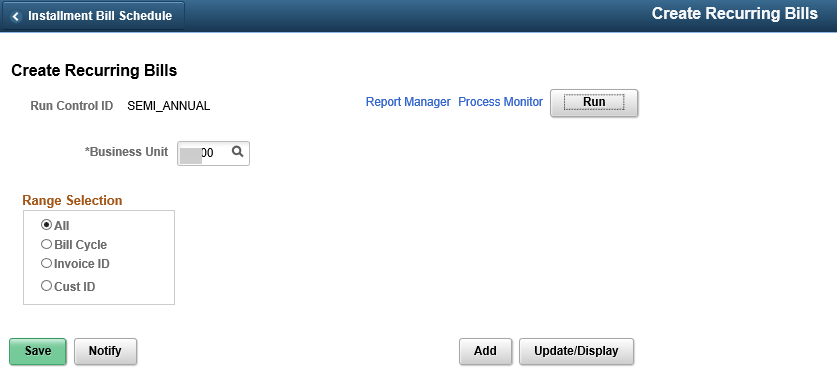 Installment Bill Schedule
Create Recurring Bills
Create Recurring Bills
Run Control ID SEMI_ANNUAL Report Manager Process Monitor Run
*Business Unit 00
Range Selection
All
Bill Cycle
Invoice ID
Cust ID
Save Notify Add Update/Display